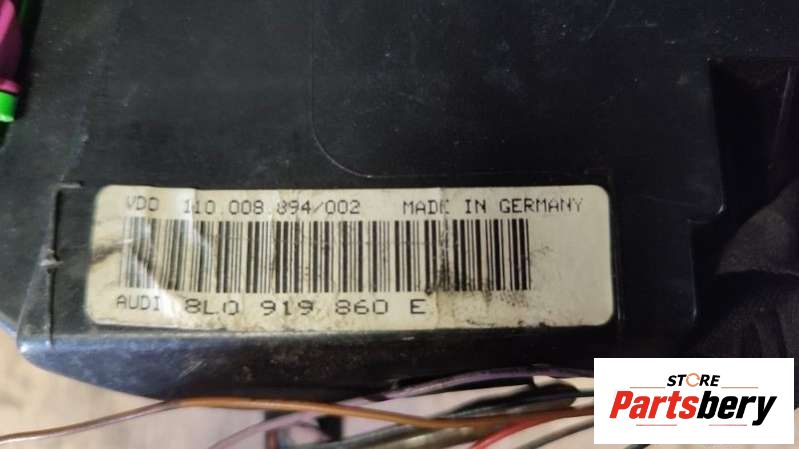 VDO 110.008.894/002 MADE IN GERMANY
AUDI 8L0 919 860 E
STORE
Partsbery